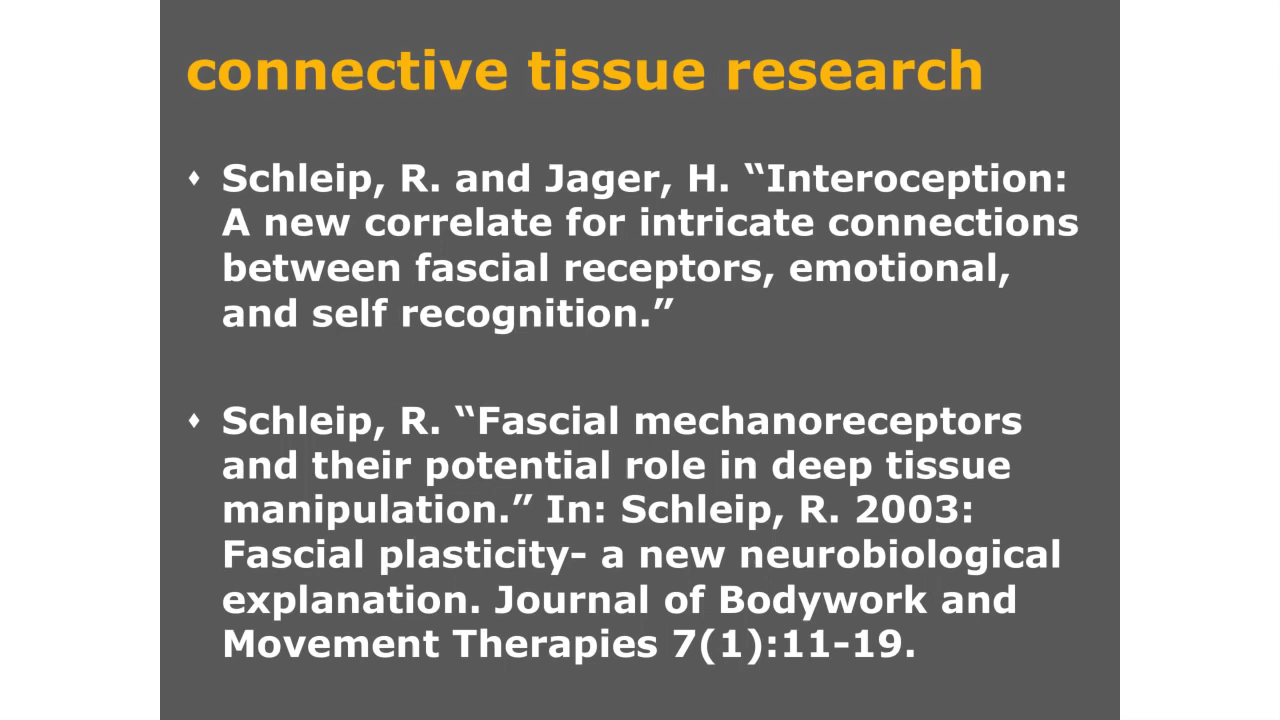 connective tissue research
⬧ Schleip, R. and Jager, H. “Interoception:
A new correlate for intricate connections
between fascial receptors, emotional,
and self recognition.”
⬧ Schleip, R. “Fascial mechanoreceptors
and their potential role in deep tissue
manipulation.” In: Schleip, R. 2003:
Fascial plasticity- a new neurobiological
explanation. Journal of Bodywork and
Movement Therapies 7(1):11-19.